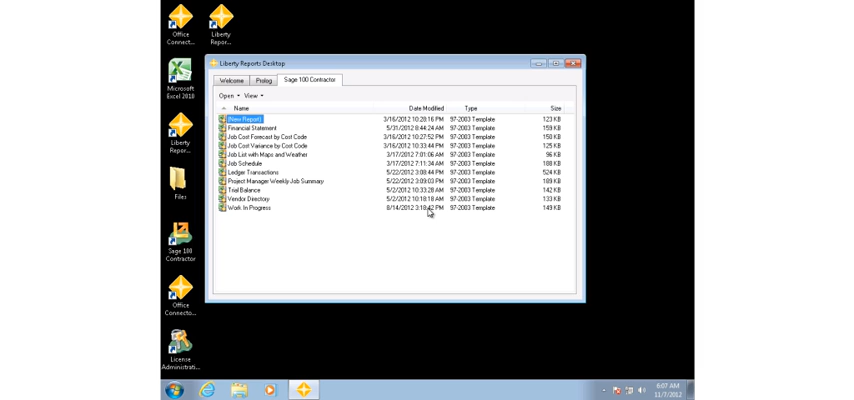 Office
Connect...
Liberty
Repor...
Microsoft
Excel 2010
Liberty
Repor...
Files
Sage 100
Contractor
Office
Connecto...
License
Administrati...
Liberty Reports Desktop
Welcome Prolog Sage 100 Contractor
Open View
Name Date Modified Type Size
(New Report) 3/16/2012 10:28:16 PM 97-2003 Template 123 KB
Financial Statement 5/31/2012 8:44:24 AM 97-2003 Template 159 KB
Job Cost Forecast by Cost Code 3/16/2012 10:27:52 PM 97-2003 Template 150 KB
Job Cost Variance by Cost Code 3/16/2012 10:33:44 PM 97-2003 Template 125 KB
Job List with Maps and Weather 3/17/2012 7:01:06 AM 97-2003 Template 96 KB
Job Schedule 3/17/2012 7:11:34 AM 97-2003 Template 188 KB
Ledger Transactions 5/22/2012 3:08:44 PM 97-2003 Template 524 KB
Project Manager Weekly Job Summary 5/22/2012 3:09:03 PM 97-2003 Template 189 KB
Trial Balance 5/2/2012 10:33:28 AM 97-2003 Template 142 KB
Vendor Directory 5/2/2012 10:18:18 AM 97-2003 Template 133 KB
Work In Progress 8/14/2012 3:18:42 PM 97-2003 Template 149 KB
6:07 AM
11/7/2012